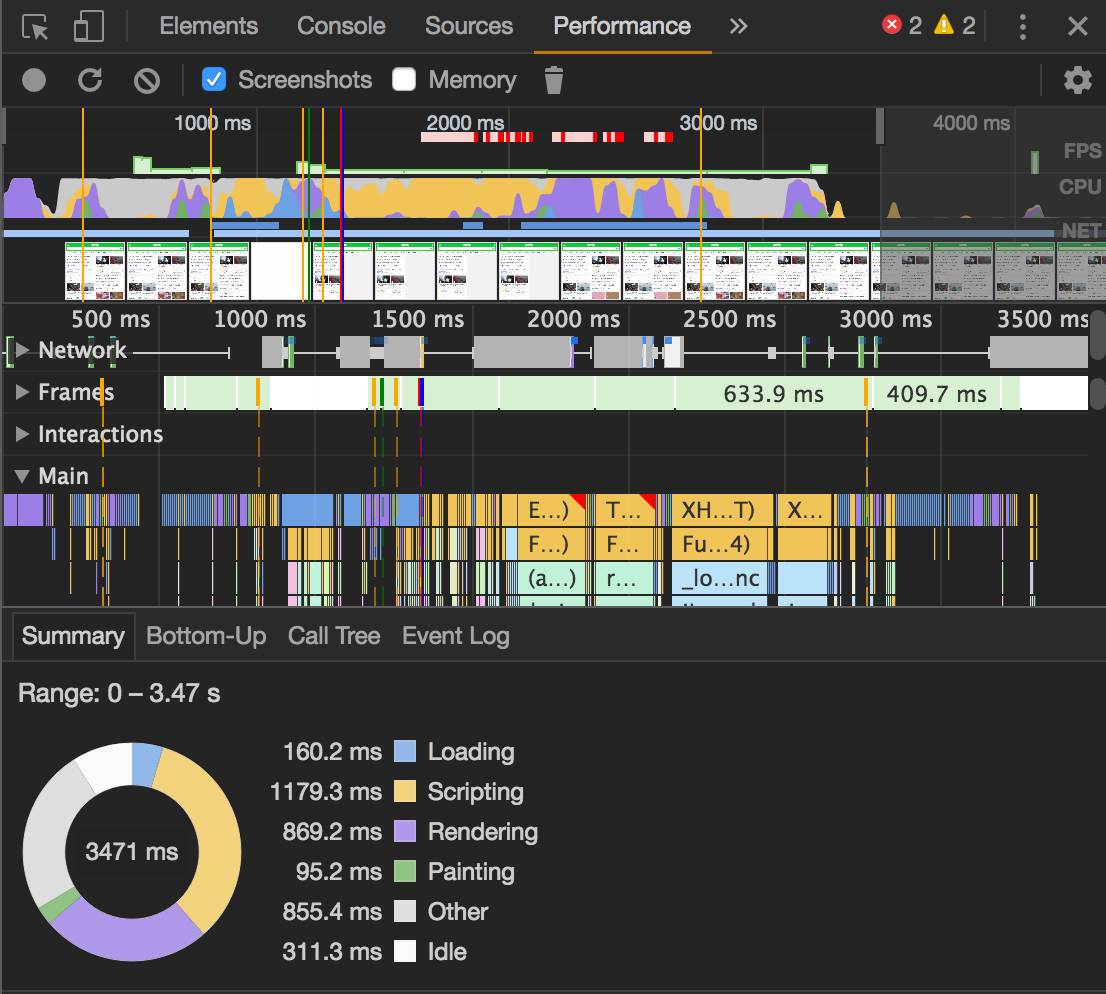 Elements Console Sources Performance » 2 2
Screenshots Memory
1000 ms 2000 ms 3000 ms 4000 ms
FPS
CPU
NET
500 ms 1000 ms 1500 ms 2000 ms 2500 ms 3000 ms 3500 ms
Network
Frames 633.9 ms 409.7 ms
Interactions
Main
E...) T... XH...T) X...
F...) F... Fu...4)
(a...) r... _lo...nc
Summary Bottom-Up Call Tree Event Log
Range: 0 – 3.47 s
160.2 ms Loading
1179.3 ms Scripting
869.2 ms Rendering
3471 ms
95.2 ms Painting
855.4 ms Other
311.3 ms Idle